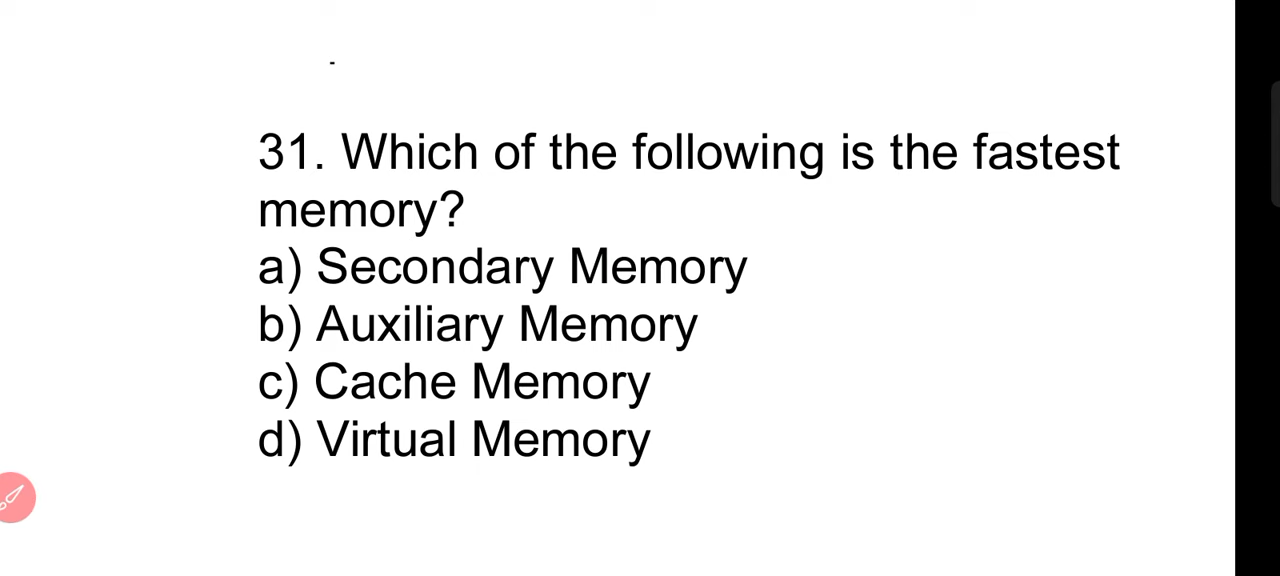 31. Which of the following is the fastest
memory?
a) Secondary Memory
b) Auxiliary Memory
c) Cache Memory
d) Virtual Memory